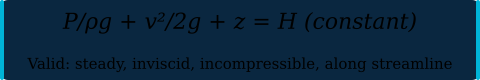 P/ρg + v²/2g + z = H (constant)
Valid: steady, inviscid, incompressible, along streamline